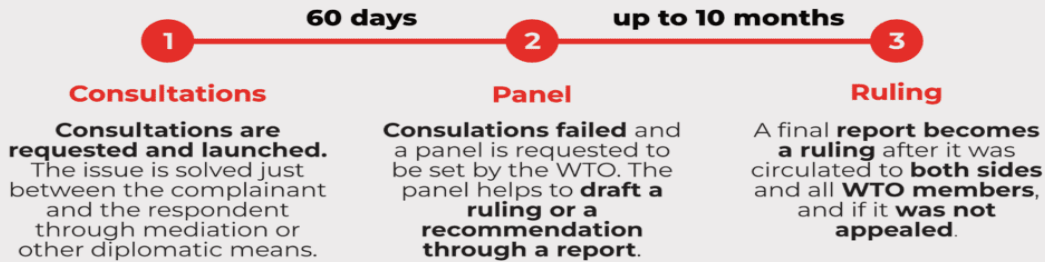 60 days
up to 10 months
1
2
3
Consultations
Consultations are
requested and launched.
The issue is solved just
between the complainant
and the respondent
through mediation or
other diplomatic means.
Panel
Consulations failed and
a panel is requested to
be set by the WTO. The
panel helps to draft a
ruling or a
recommendation
through a report.
Ruling
A final report becomes
a ruling after it was
circulated to both sides
and all WTO members,
and if it was not
appealed.